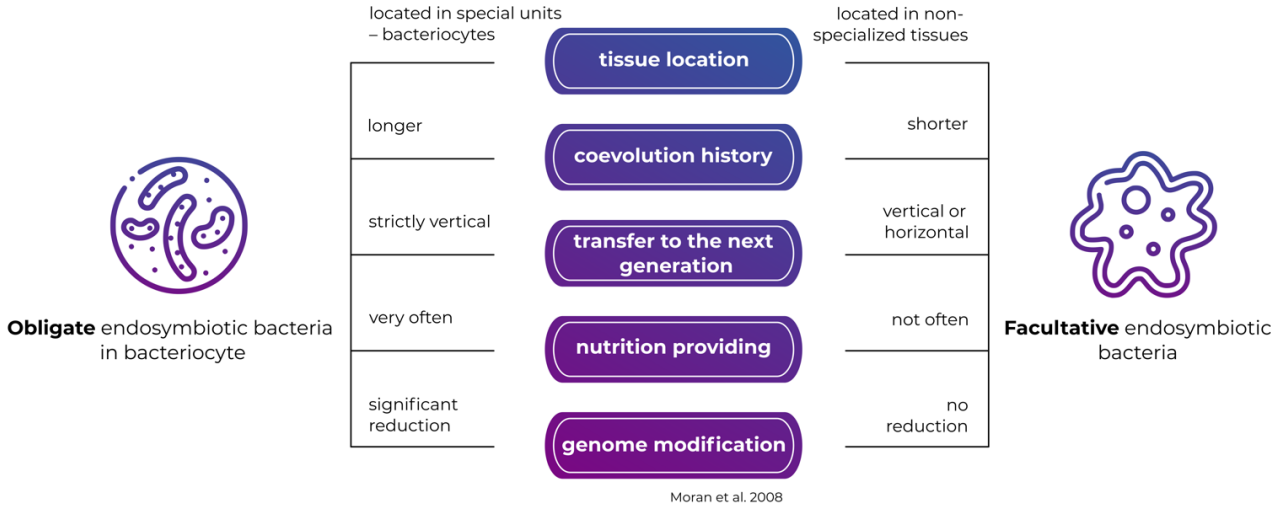 located in special units
– bacteriocytes
tissue location
located in non-
specialized tissues
longer
coevolution history
shorter
strictly vertical
transfer to the next
generation
vertical or
horizontal
very often
nutrition providing
not often
significant
reduction
genome modification
no
reduction
Obligate endosymbiotic bacteria
in bacteriocyte
Facultative endosymbiotic
bacteria
Moran et al. 2008